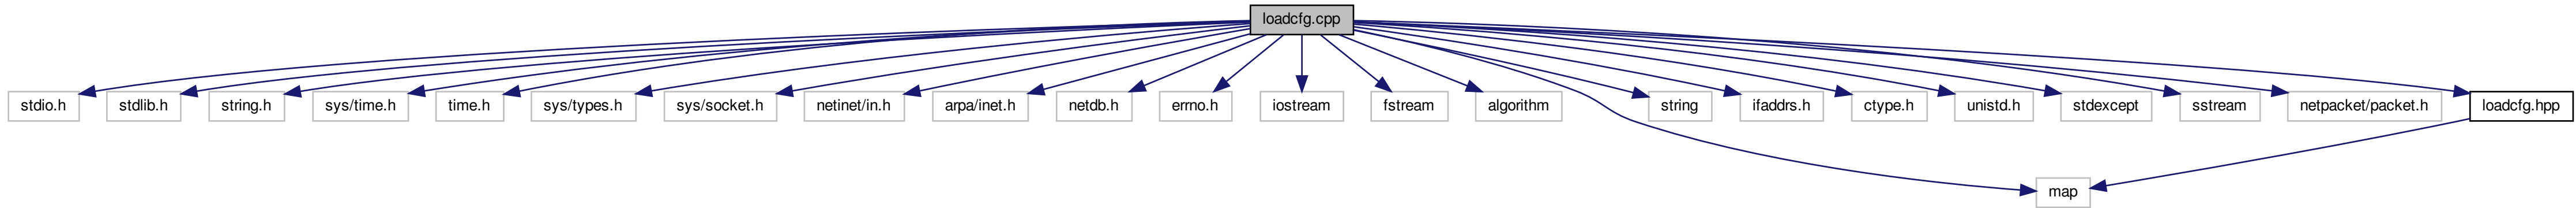 loadcfg.cpp
stdio.h
stdlib.h
string.h
sys/time.h
time.h
sys/types.h
sys/socket.h
netinet/in.h
arpa/inet.h
netdb.h
errno.h
iostream
fstream
algorithm
string
ifaddrs.h
ctype.h
unistd.h
stdexcept
sstream
netpacket/packet.h
loadcfg.hpp
map